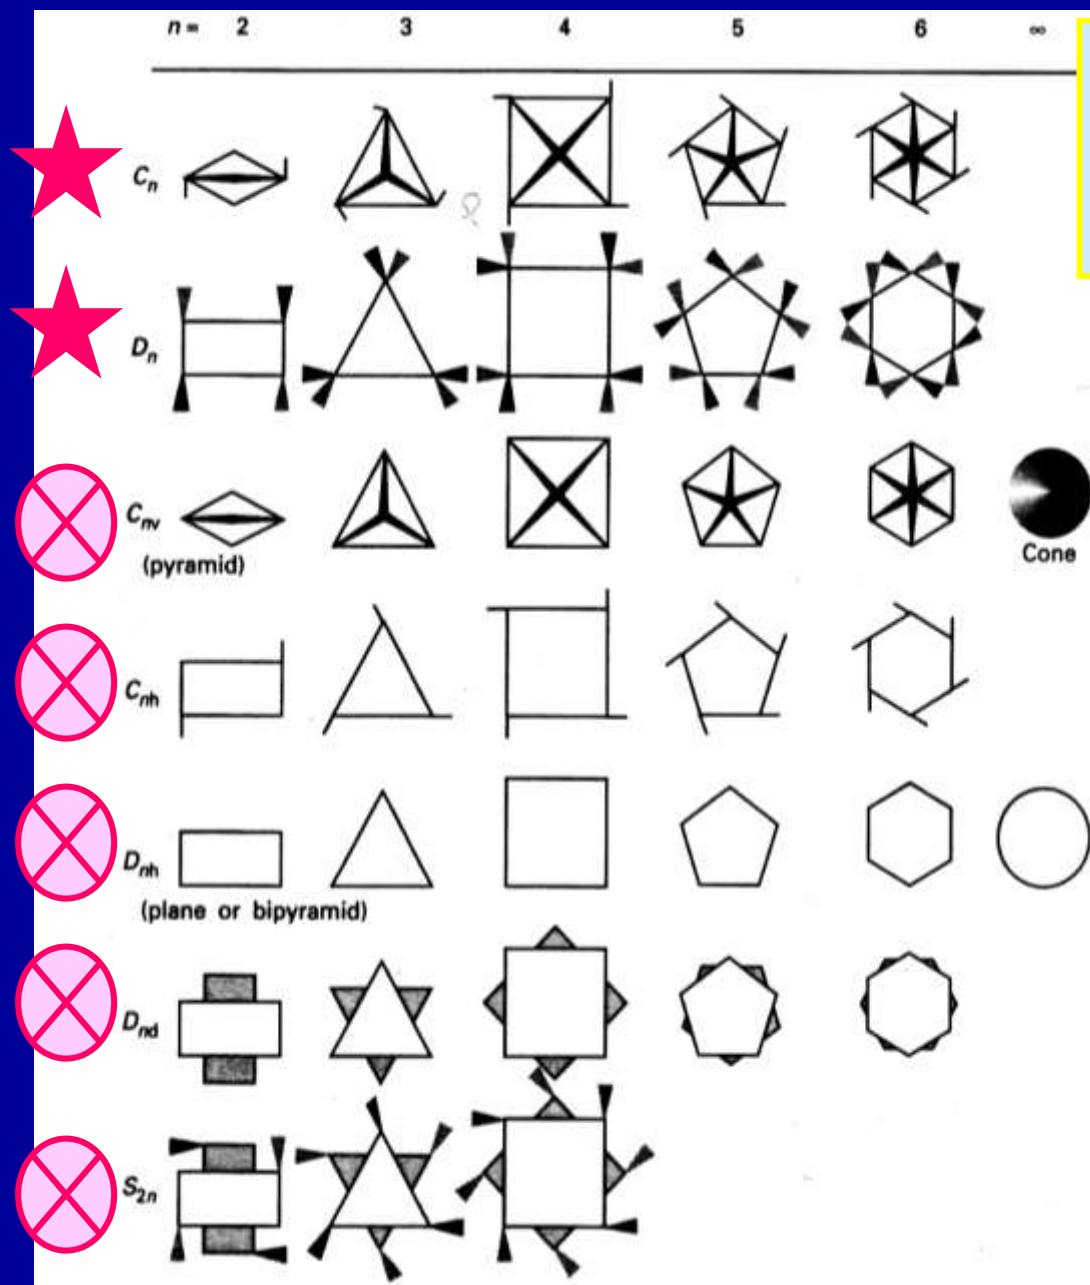 n = 2 3 4 5 6 ∞
Cn
Dn
Cnv
(pyramid)
Cone
Cnh
Dnh
(plane or bipyramid)
Dnd
S2n